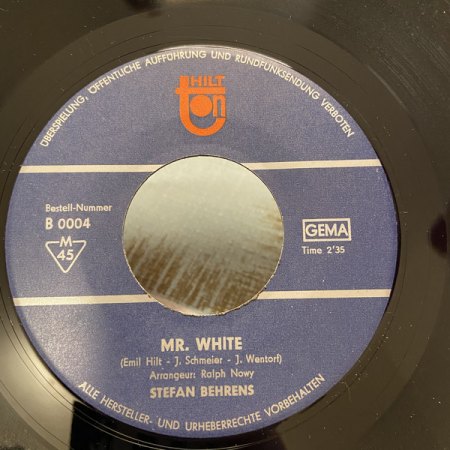 ÜBERSPIELUNG, ÖFFENTLICHE AUFFÜHRUNG UND RUNDFUNKSENDUNG VERBOTEN
HILT
ton
Bestell-Nummer
B 0004
M
45
GEMA
Time 2'35
MR. WHITE
(Emil Hilt - J. Schmeier - J. Wentorf)
Arrangeur: Ralph Nowy
STEFAN BEHRENS
ALLE HERSTELLER- UND URHEBERRECHTE VORBEHALTEN